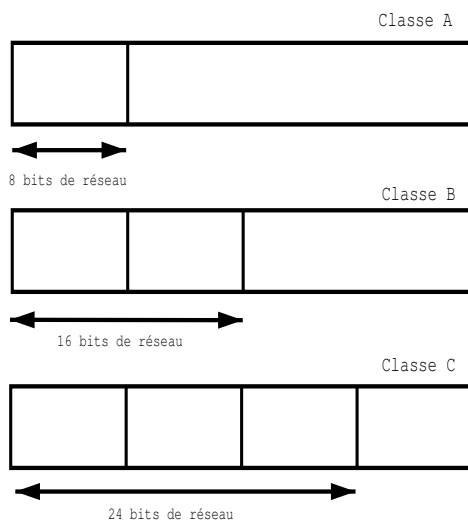 Classe A
8 bits de réseau
Classe B
16 bits de réseau
Classe C
24 bits de réseau